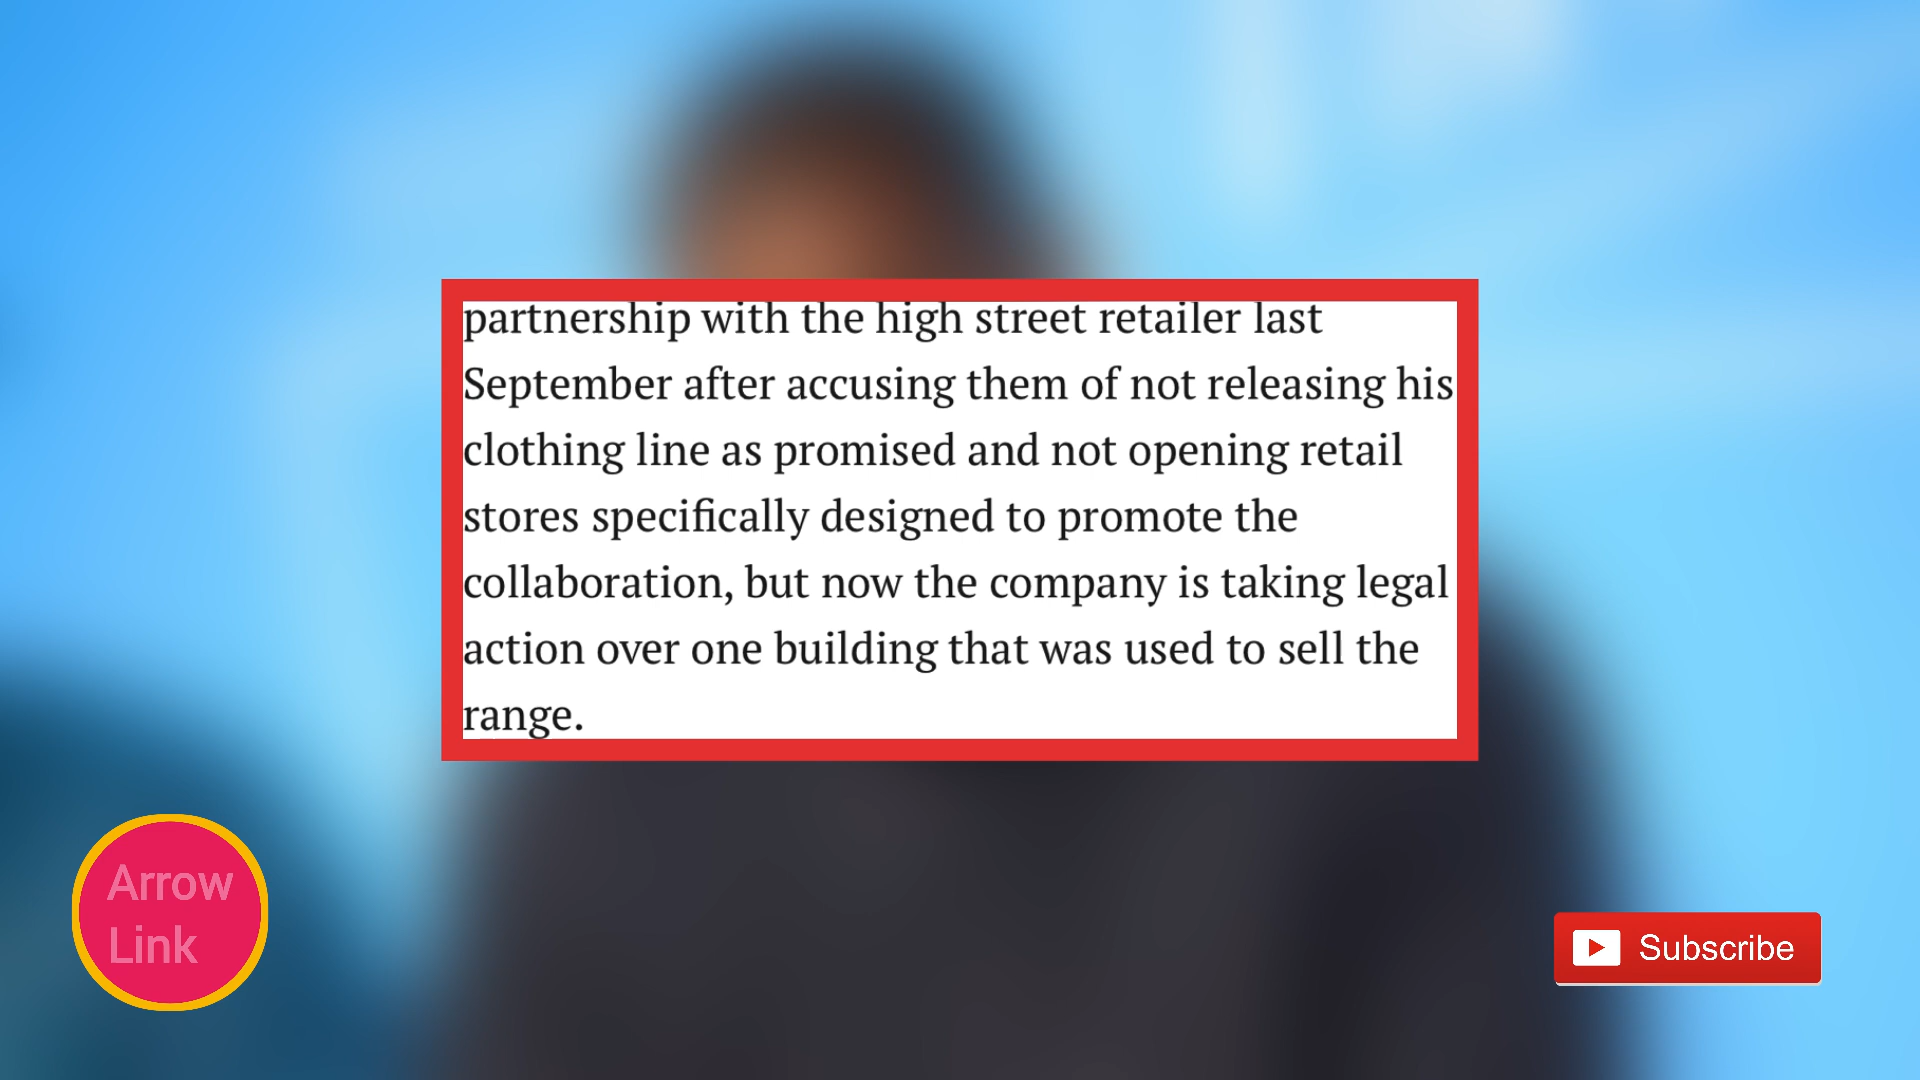 partnership with the high street retailer last
September after accusing them of not releasing his
clothing line as promised and not opening retail
stores specifically designed to promote the
collaboration, but now the company is taking legal
action over one building that was used to sell the
range.
Arrow
Link
Subscribe